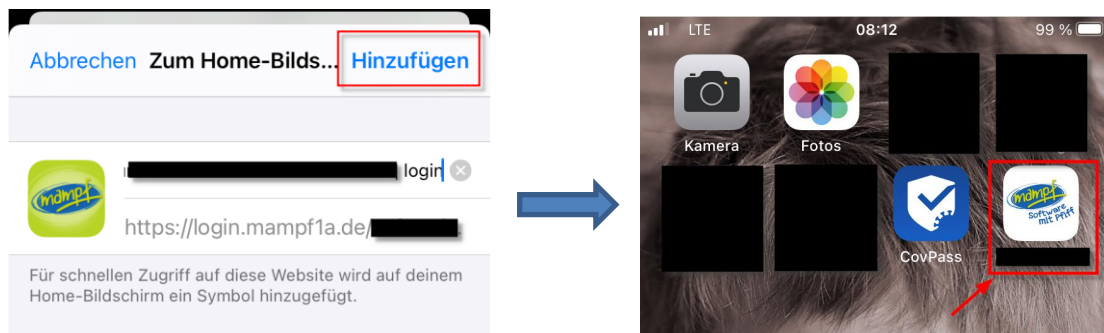 Abbrechen Zum Home-Bilds... Hinzufügen
login
mampf
https://login.mampf1a.de/
Für schnellen Zugriff auf diese Website wird auf deinem
Home-Bildschirm ein Symbol hinzugefügt.
LTE 08:12 99 %
Kamera Fotos
mampf
Software
mit Pfiff
CovPass